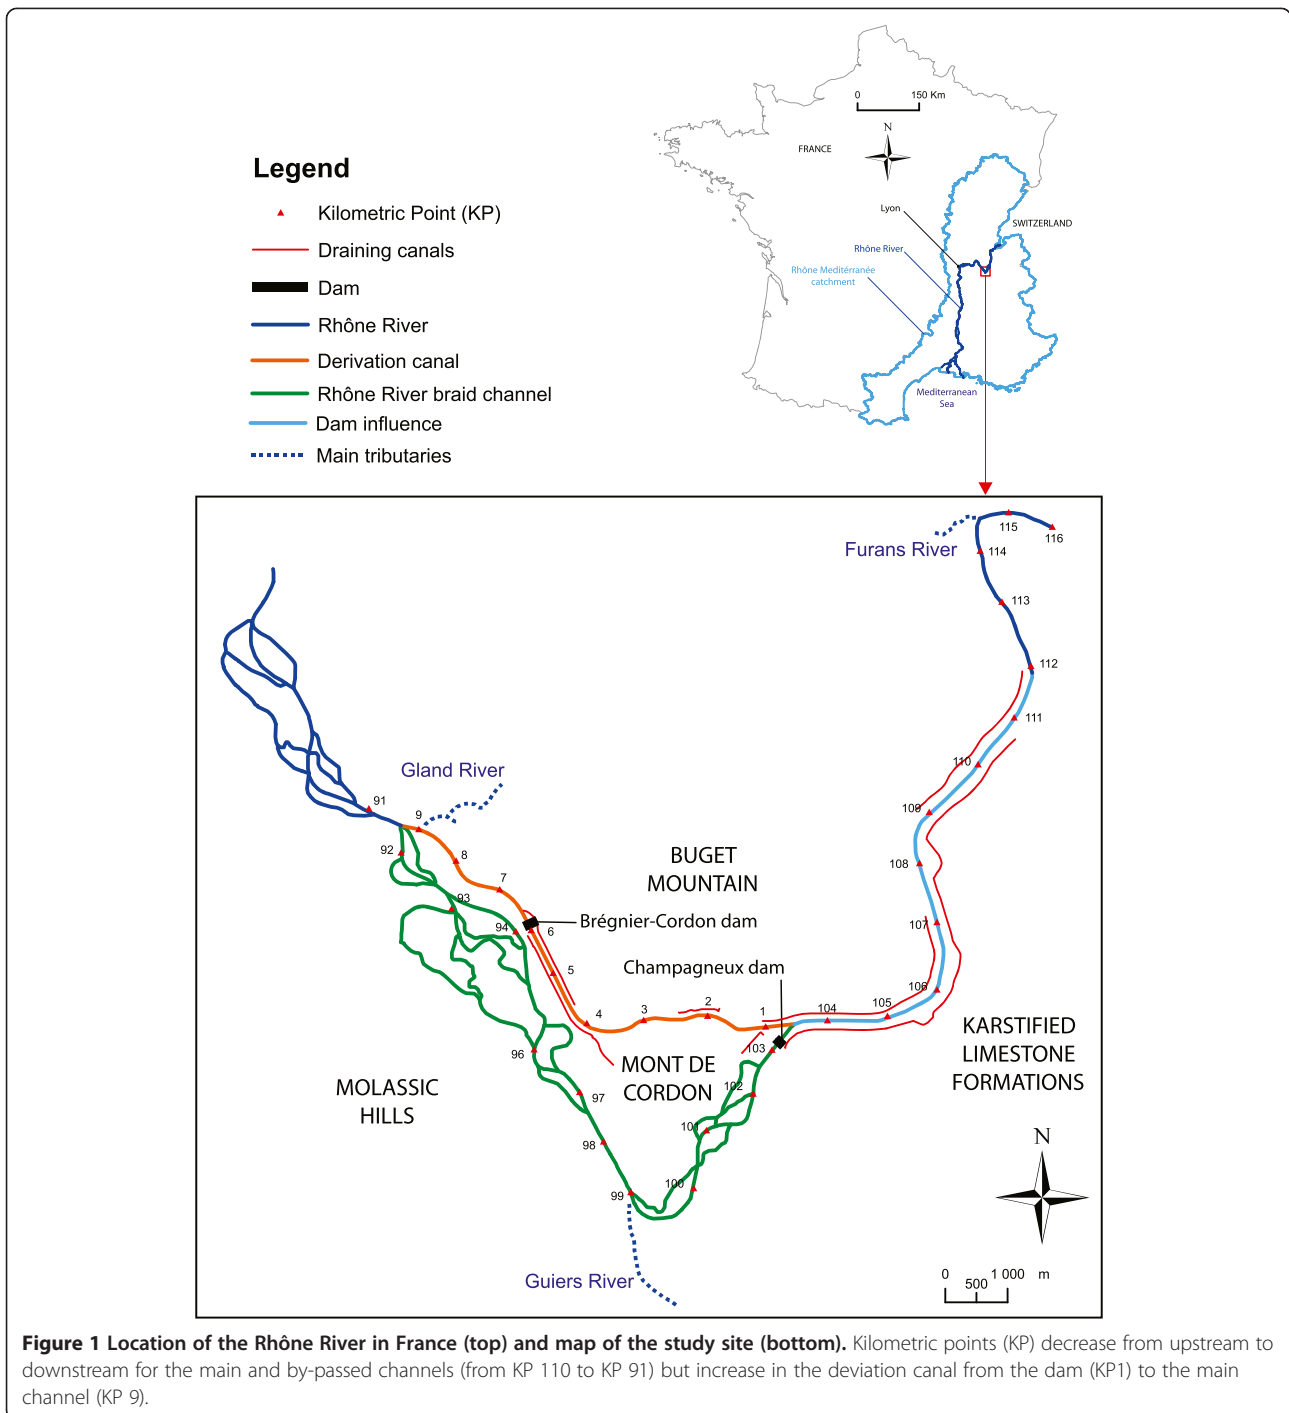 0 150 Km
N
FRANCE
Lyon
SWITZERLAND
Rhône River
Rhône Meditérranée
catchment
Mediterranean
Sea
Legend
Kilometric Point (KP)
Draining canals
Dam
Rhône River
Derivation canal
Rhône River braid channel
Dam influence
Main tributaries
115
116
Furans River
114
113
112
111
110
109
108
107
106
105
104
Gland River
91
9
92
8
7
93
94
6
5
4
3
2
1
BUGET
MOUNTAIN
Brégnier-Cordon dam
Champagneux dam
103
102
101
100
99
98
97
96
MONT DE
CORDON
MOLASSIC
HILLS
KARSTIFIED
LIMESTONE
FORMATIONS
Guiers River
N
0 1 000 m
500
Figure 1 Location of the Rhône River in France (top) and map of the study site (bottom). Kilometric points (KP) decrease from upstream to
downstream for the main and by-passed channels (from KP 110 to KP 91) but increase in the deviation canal from the dam (KP1) to the main
channel (KP 9).